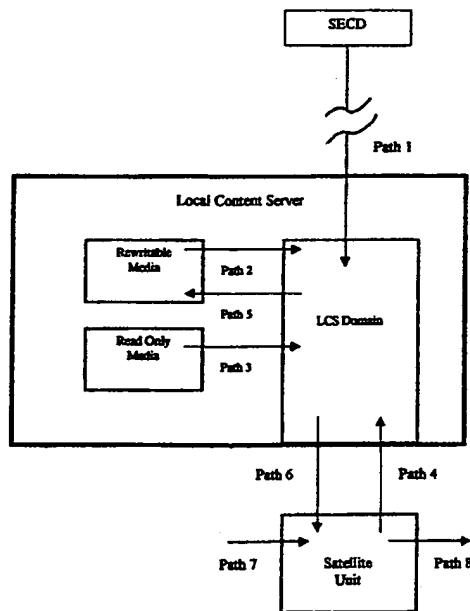 SECD
Path 1
Local Content Server
Rewritable
Media
Path 2
Path 5
LCS Domain
Read Only
Media
Path 3
Path 6
Path 4
Path 7
Satellite
Unit
Path 8